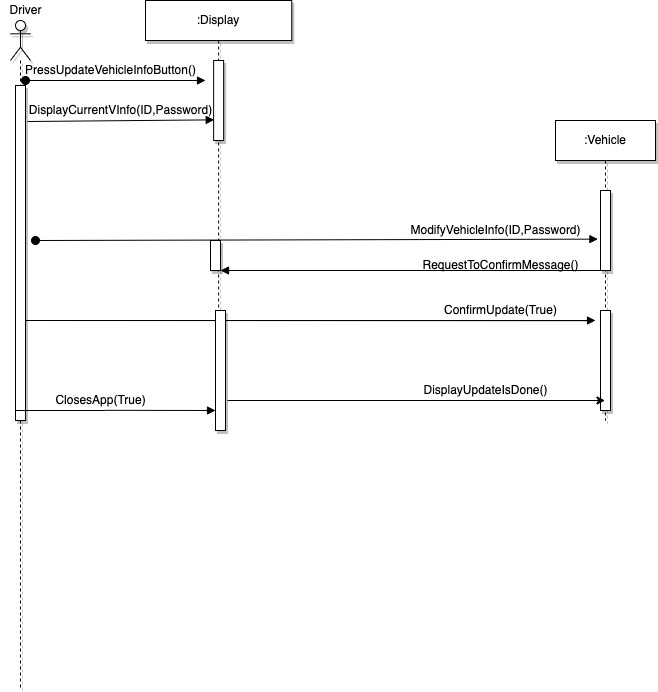 Driver
:Display
PressUpdateVehicleInfoButton()
DisplayCurrentVInfo(ID,Password)
:Vehicle
ModifyVehicleInfo(ID,Password)
RequestToConfirmMessage()
ConfirmUpdate(True)
DisplayUpdateIsDone()
ClosesApp(True)